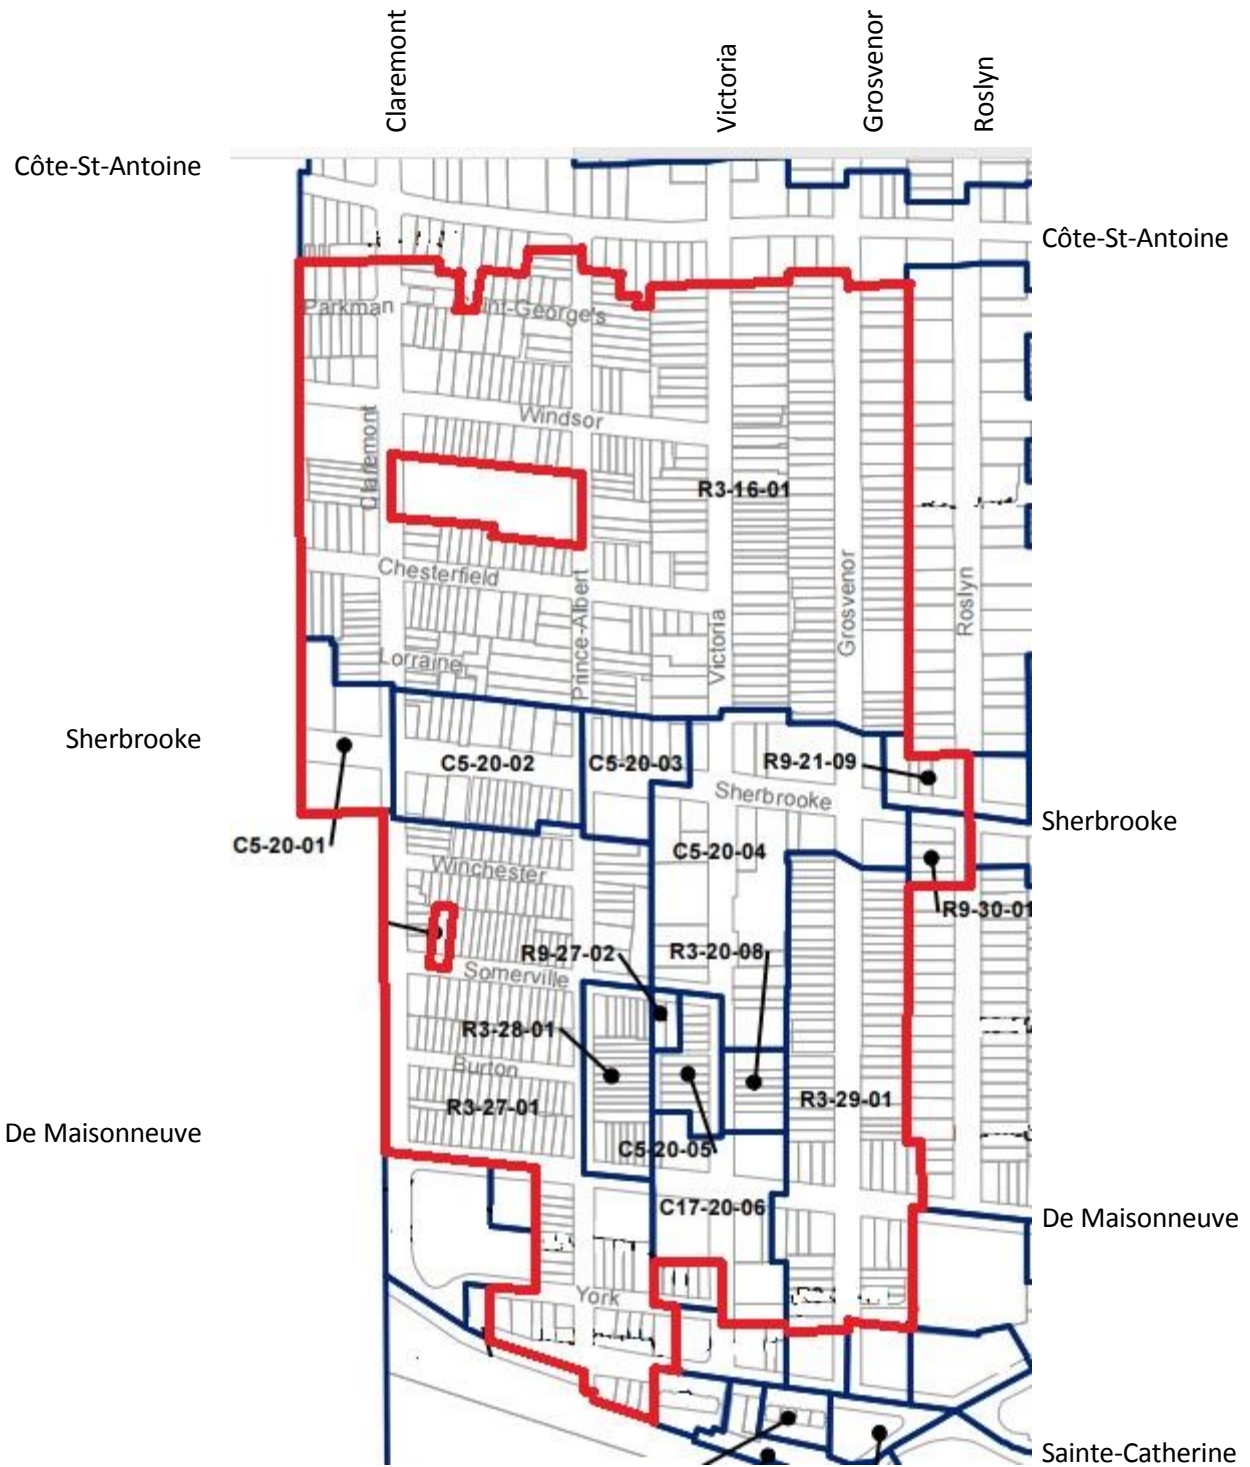 Claremont
Victoria
Grosvenor
Roslyn
Côte-St-Antoine
Côte-St-Antoine
Parkman
int-George's
Windsor
Claremont
R3-16-01
Chesterfield
Prince-Albert
Grosvenor
Roslyn
Victoria
Lorraine
Sherbrooke
C5-20-02
C5-20-03
R9-21-09
Sherbrooke
Sherbrooke
C5-20-01
C5-20-04
Winchester
R9-30-01
R9-27-02
R3-20-08
Somerville
R3-28-01
Burton
R3-27-01
R3-29-01
De Maisonneuve
C5-20-05
C17-20-06
De Maisonneuve
York
Sainte-Catherine